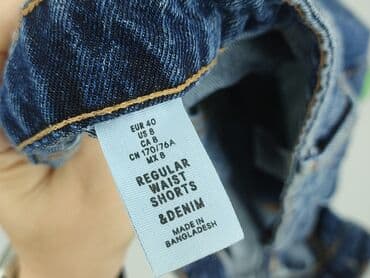 EUR 40
US 8
CA 8
CN 170/76A
MX 8
REGULAR
WAIST
SHORTS
&DENIM
MADE IN
BANGLADESH